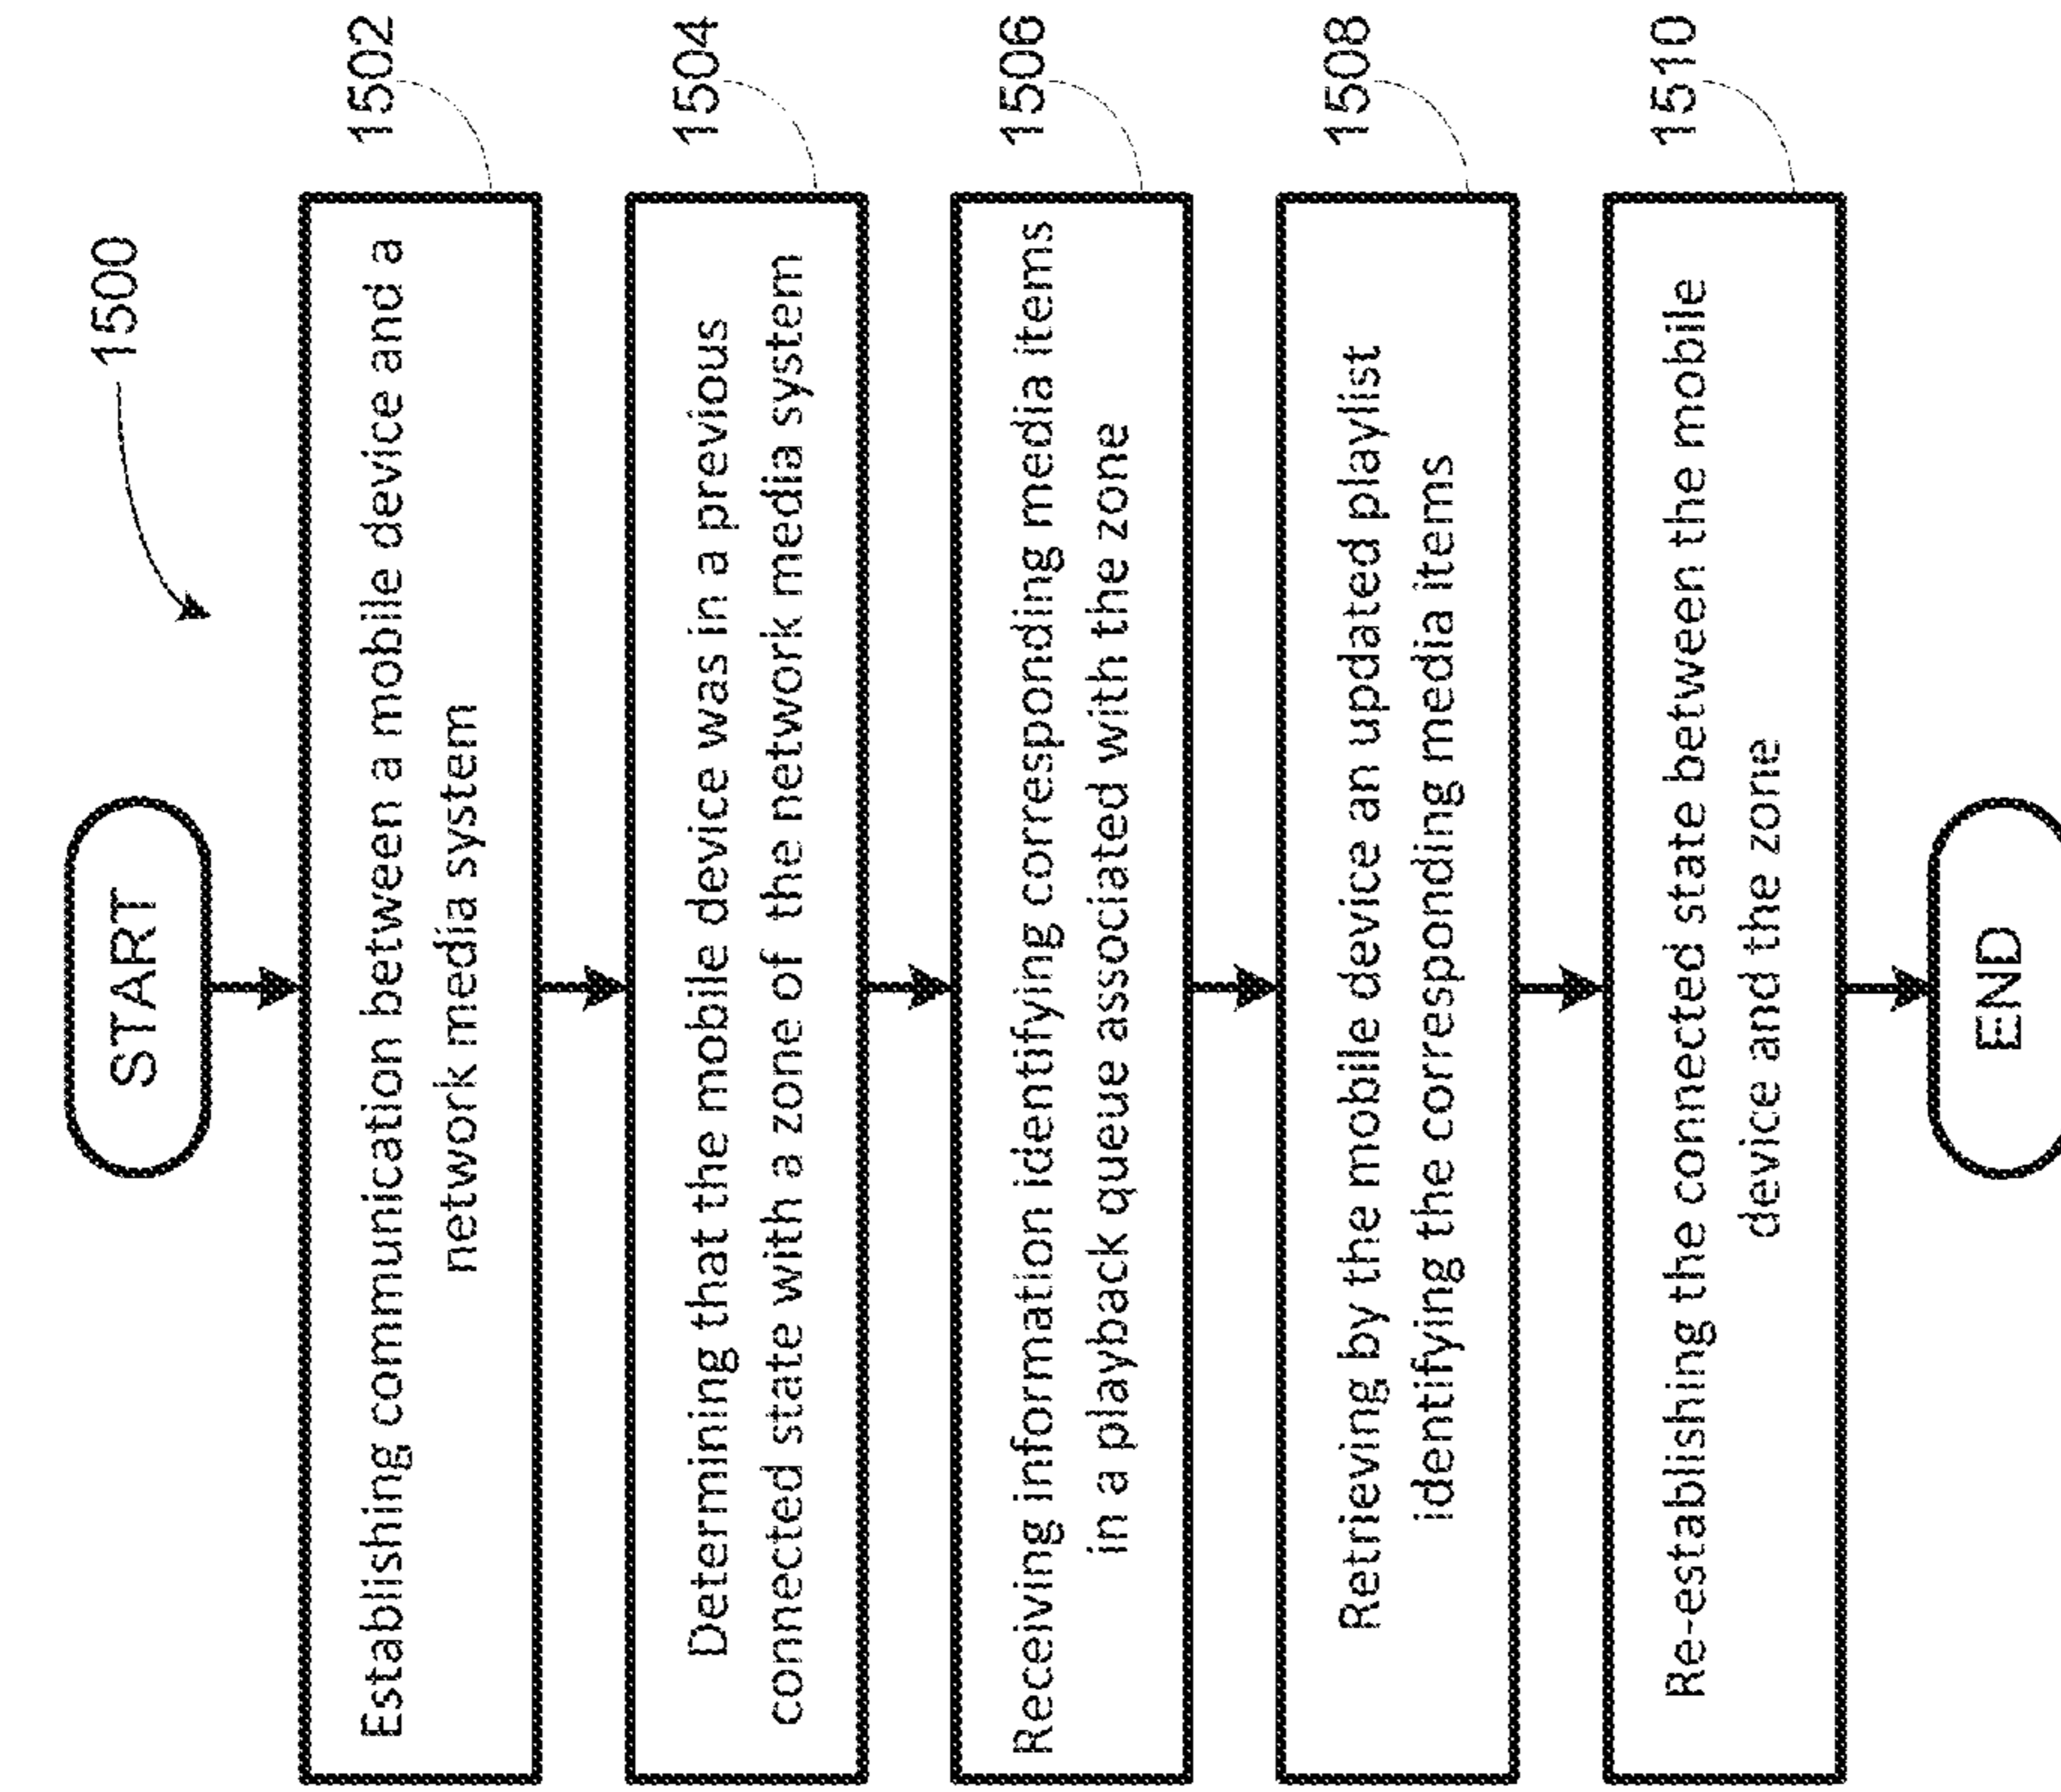 1500
START
Establishing communication between a mobile device and a
network media system
1502
Determining that the mobile device was in a previous
connected state with a zone of the network media system
1504
Receiving information identifying corresponding media items
in a playback queue associated with the zone
1506
Retrieving by the mobile device an updated playlist
identifying the corresponding media items
1508
Re-establishing the connected state between the mobile
device and the zone
1510
END